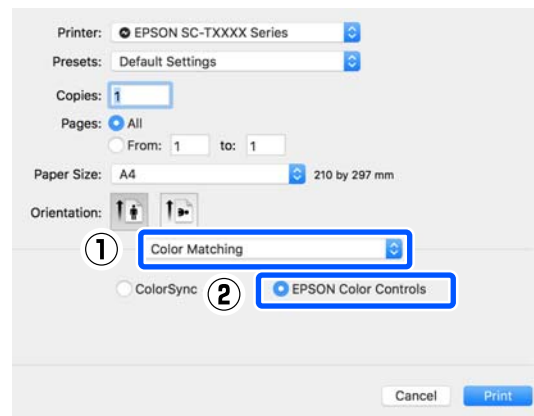 Printer: EPSON SC-TXXXX Series
Presets: Default Settings
Copies: 1
Pages: All
From: 1 to: 1
Paper Size: A4 210 by 297 mm
Orientation:
1 Color Matching
ColorSync 2 EPSON Color Controls
Cancel Print